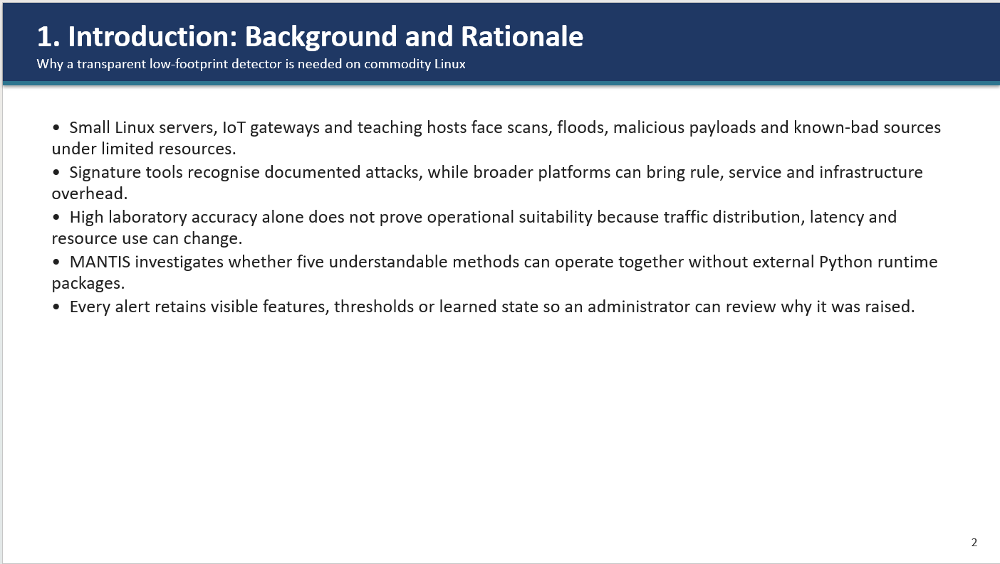 1. Introduction: Background and Rationale
Why a transparent low-footprint detector is needed on commodity Linux
• Small Linux servers, IoT gateways and teaching hosts face scans, floods, malicious payloads and known-bad sources
under limited resources.
• Signature tools recognise documented attacks, while broader platforms can bring rule, service and infrastructure
overhead.
• High laboratory accuracy alone does not prove operational suitability because traffic distribution, latency and
resource use can change.
• MANTIS investigates whether five understandable methods can operate together without external Python runtime
packages.
• Every alert retains visible features, thresholds or learned state so an administrator can review why it was raised.
2